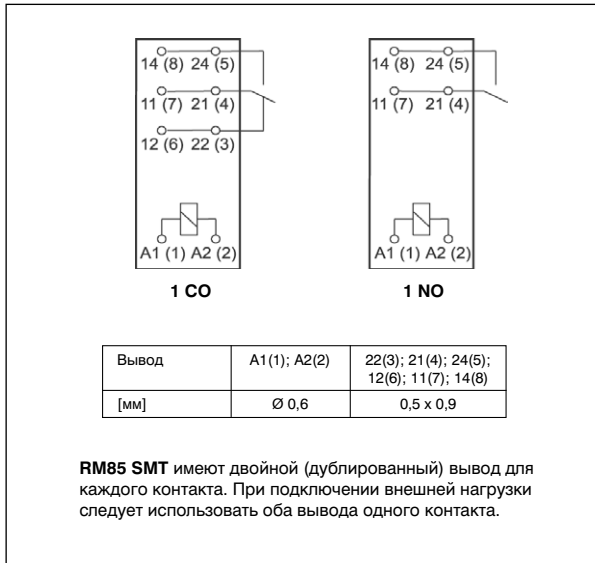 14 (8) 24 (5) 14 (8) 24 (5)
11 (7) 21 (4) 11 (7) 21 (4)
12 (6) 22 (3)
A1 (1) A2 (2) A1 (1) A2 (2)
1 CO 1 NO
Вывод A1(1); A2(2) 22(3); 21(4); 24(5);
12(6); 11(7); 14(8)
[мм] Ø 0,6 0,5 x 0,9
RM85 SMT имеют двойной (дублированный) вывод для
каждого контакта. При подключении внешней нагрузки
следует использовать оба вывода одного контакта.